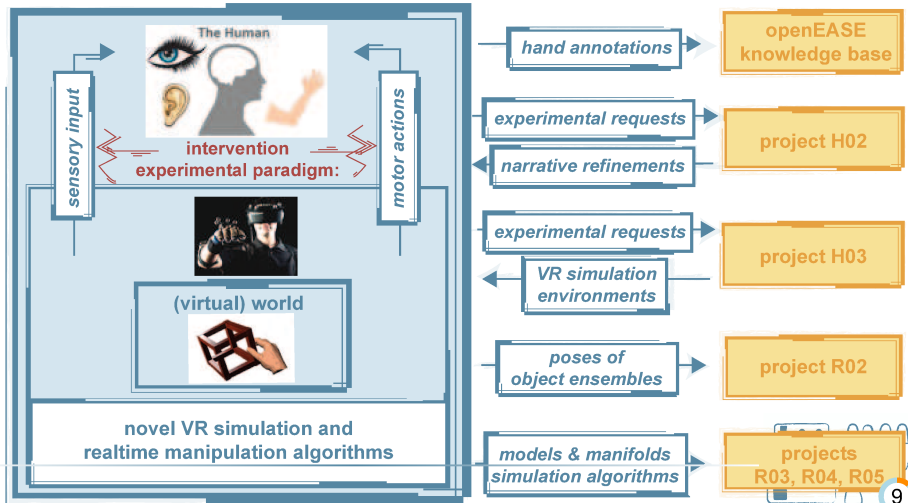 The Human
sensory input
motor actions
intervention
experimental paradigm:
(virtual) world
novel VR simulation and
realtime manipulation algorithms
hand annotations
openEASE
knowledge base
experimental requests
narrative refinements
project H02
experimental requests
VR simulation
environments
project H03
poses of
object ensembles
project R02
models & manifolds
simulation algorithms
projects
R03, R04, R05
9